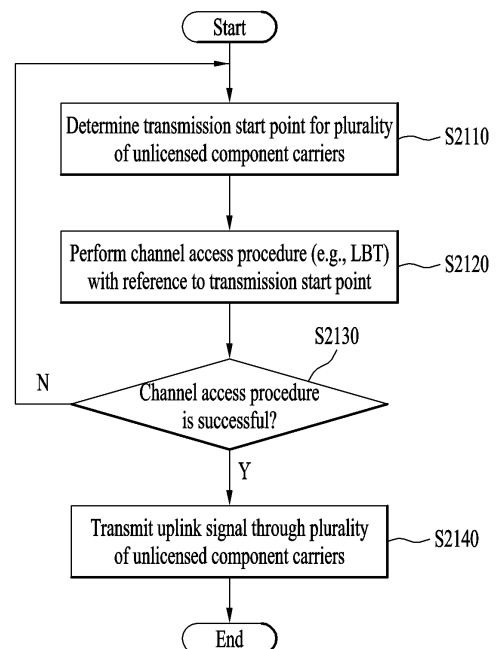 Start
Determine transmission start point for plurality
of unlicensed component carriers
S2110
Perform channel access procedure (e.g., LBT)
with reference to transmission start point
S2120
S2130
N
Channel access procedure
is successful?
Y
Transmit uplink signal through plurality
of unlicensed component carriers
S2140
End